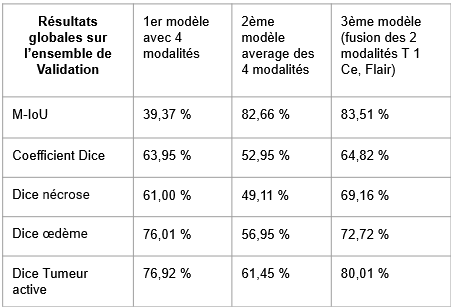 Résultats
globales sur
l'ensemble de
Validation
1er modèle
avec 4
modalités
2ème
modèle
average des
4 modalités
3ème modèle
(fusion des 2
modalités T 1
Ce, Flair)
M-IoU
39,37 %
82,66 %
83,51 %
Coefficient Dice
63,95 %
52,95 %
64,82 %
Dice nécrose
61,00 %
49,11 %
69,16 %
Dice œdème
76,01 %
56,95 %
72,72 %
Dice Tumeur
active
76,92 %
61,45 %
80,01 %